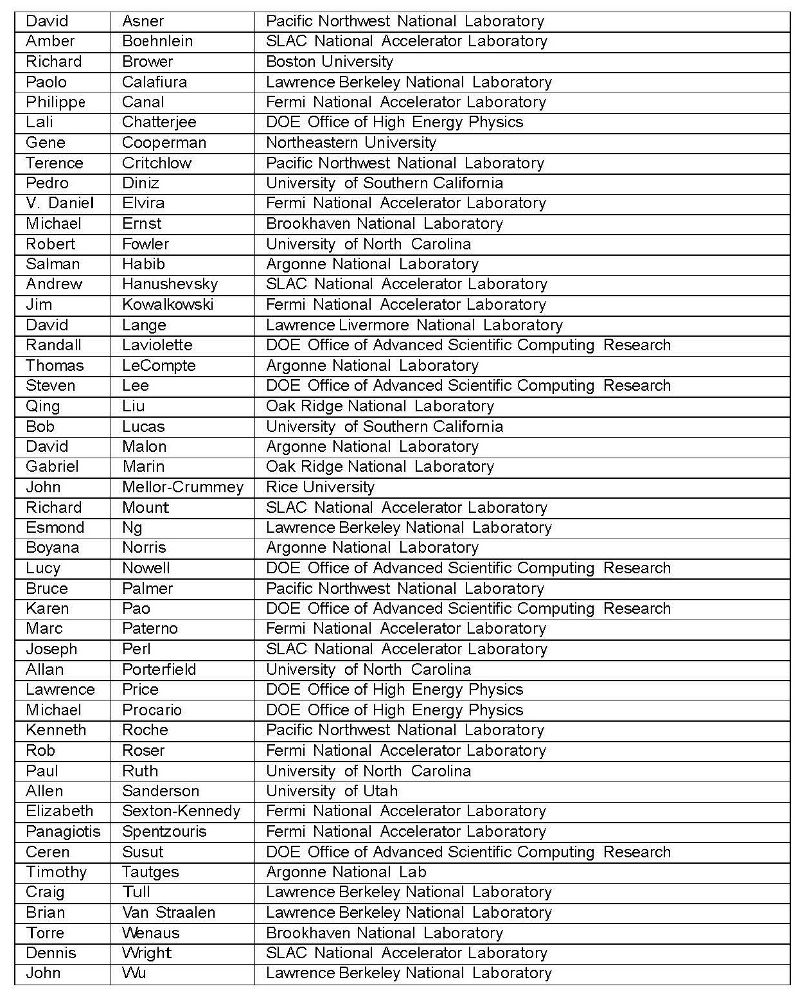 David Asner Pacific Northwest National Laboratory
Amber Boehnlein SLAC National Accelerator Laboratory
Richard Brower Boston University
Paolo Calafiura Lawrence Berkeley National Laboratory
Philippe Canal Fermi National Accelerator Laboratory
Lali Chatterjee DOE Office of High Energy Physics
Gene Cooperman Northeastern University
Terence Critchlow Pacific Northwest National Laboratory
Pedro Diniz University of Southern California
V. Daniel Elvira Fermi National Accelerator Laboratory
Michael Ernst Brookhaven National Laboratory
Robert Fowler University of North Carolina
Salman Habib Argonne National Laboratory
Andrew Hanushevsky SLAC National Accelerator Laboratory
Jim Kowalkowski Fermi National Accelerator Laboratory
David Lange Lawrence Livermore National Laboratory
Randall Laviolette DOE Office of Advanced Scientific Computing Research
Thomas LeCompte Argonne National Laboratory
Steven Lee DOE Office of Advanced Scientific Computing Research
Qing Liu Oak Ridge National Laboratory
Bob Lucas University of Southern California
David Malon Argonne National Laboratory
Gabriel Marin Oak Ridge National Laboratory
John Mellor-Crummey Rice University
Richard Mount SLAC National Accelerator Laboratory
Esmond Ng Lawrence Berkeley National Laboratory
Boyana Norris Argonne National Laboratory
Lucy Nowell DOE Office of Advanced Scientific Computing Research
Bruce Palmer Pacific Northwest National Laboratory
Karen Pao DOE Office of Advanced Scientific Computing Research
Marc Paterno Fermi National Accelerator Laboratory
Joseph Perl SLAC National Accelerator Laboratory
Allan Porterfield University of North Carolina
Lawrence Price DOE Office of High Energy Physics
Michael Procario DOE Office of High Energy Physics
Kenneth Roche Pacific Northwest National Laboratory
Rob Roser Fermi National Accelerator Laboratory
Paul Ruth University of North Carolina
Allen Sanderson University of Utah
Elizabeth Sexton-Kennedy Fermi National Accelerator Laboratory
Panagiotis Spentzouris Fermi National Accelerator Laboratory
Ceren Susut DOE Office of Advanced Scientific Computing Research
Timothy Tautges Argonne National Lab
Craig Tull Lawrence Berkeley National Laboratory
Brian Van Straalen Lawrence Berkeley National Laboratory
Torre Wenaus Brookhaven National Laboratory
Dennis Wright SLAC National Accelerator Laboratory
John Wu Lawrence Berkeley National Laboratory